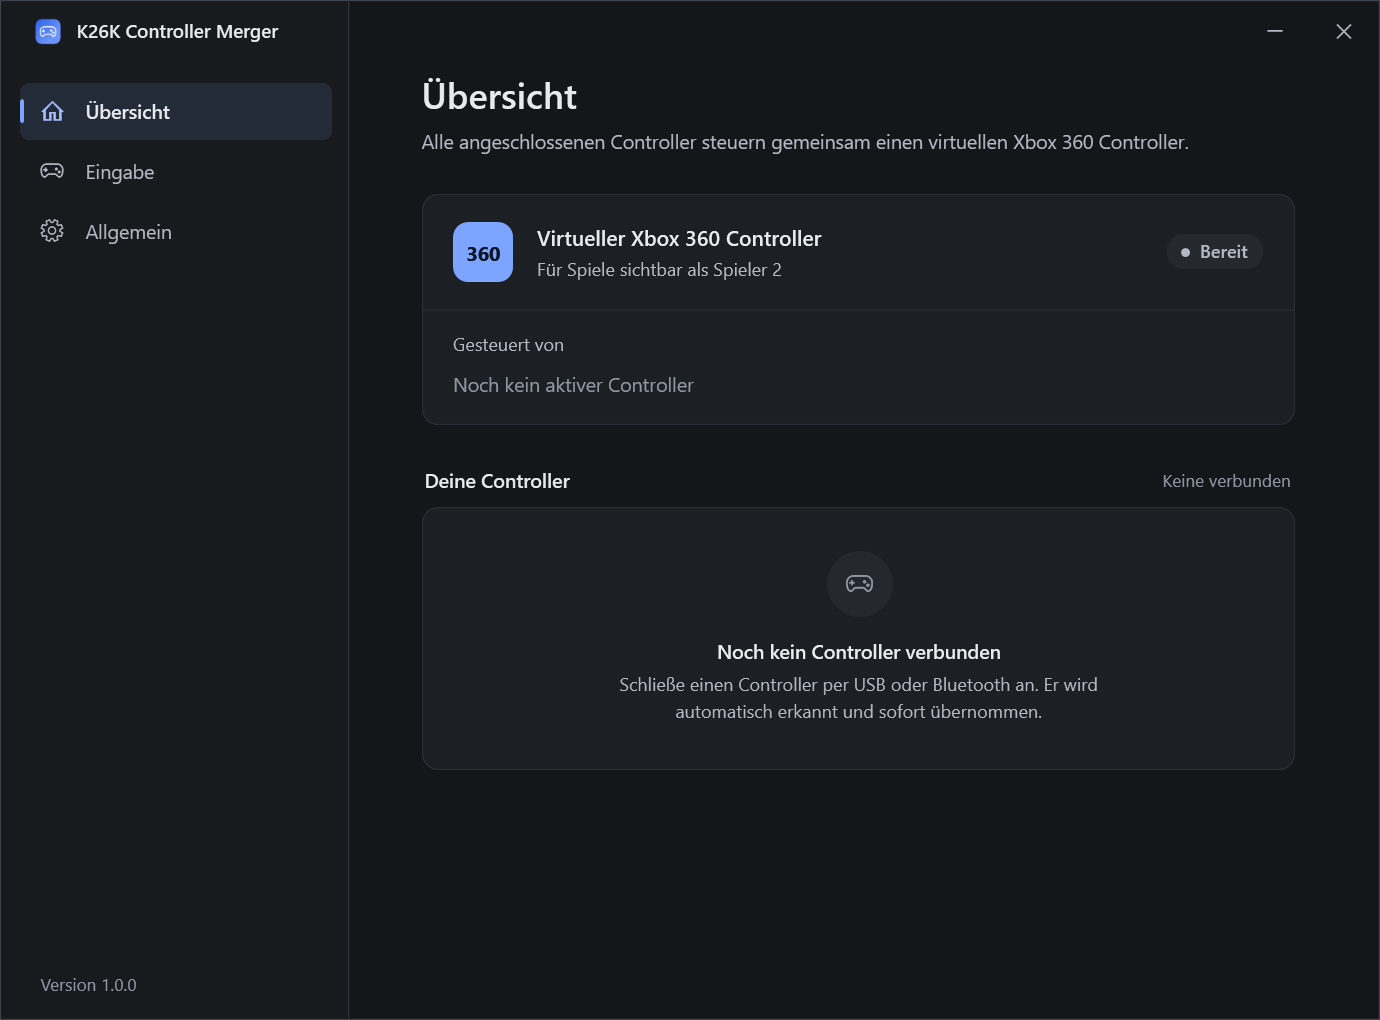 K26K Controller Merger
Übersicht
Eingabe
Allgemein
Version 1.0.0
Übersicht
Alle angeschlossenen Controller steuern gemeinsam einen virtuellen Xbox 360 Controller.
360
Virtueller Xbox 360 Controller
Für Spiele sichtbar als Spieler 2
Bereit
Gesteuert von
Noch kein aktiver Controller
Deine Controller
Keine verbunden
Noch kein Controller verbunden
Schließe einen Controller per USB oder Bluetooth an. Er wird
automatisch erkannt und sofort übernommen.